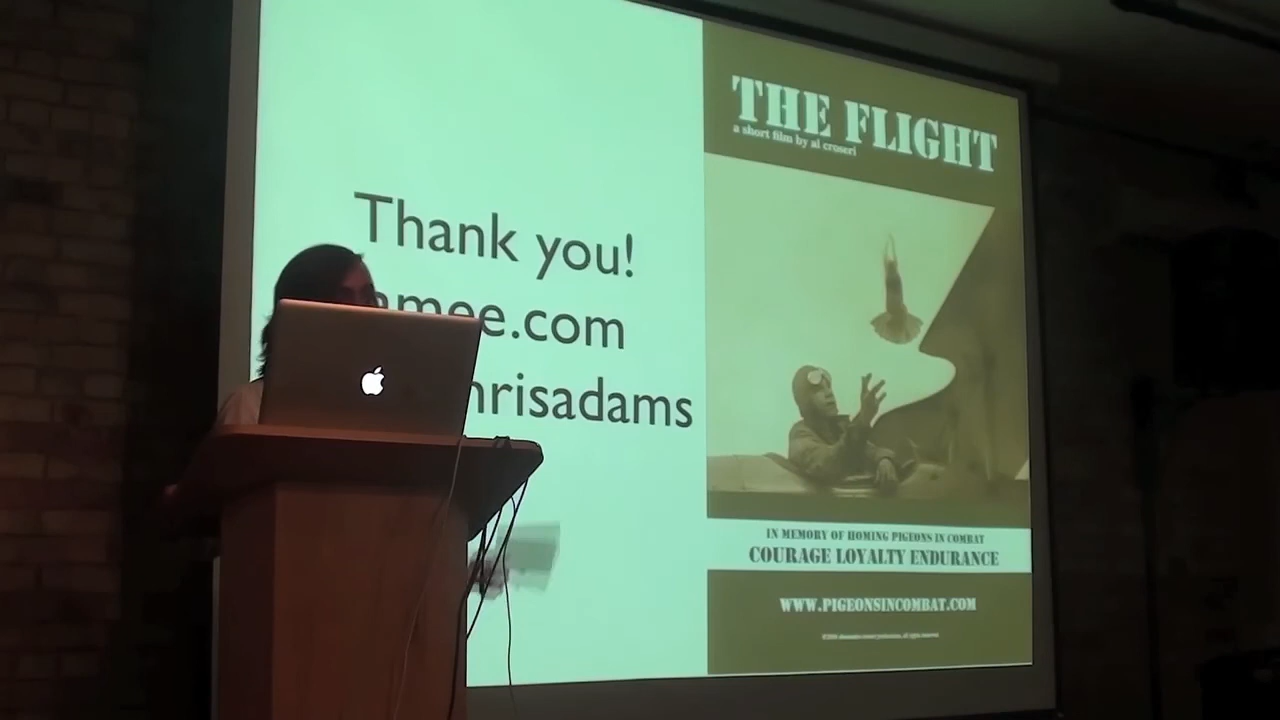 Thank you!
amee.com
hrisadams
THE FLIGHT
a short film by al croseri
IN MEMORY OF HOMING PIGEONS IN COMBAT
COURAGE LOYALTY ENDURANCE
WWW.PIGEONSINCOMBAT.COM